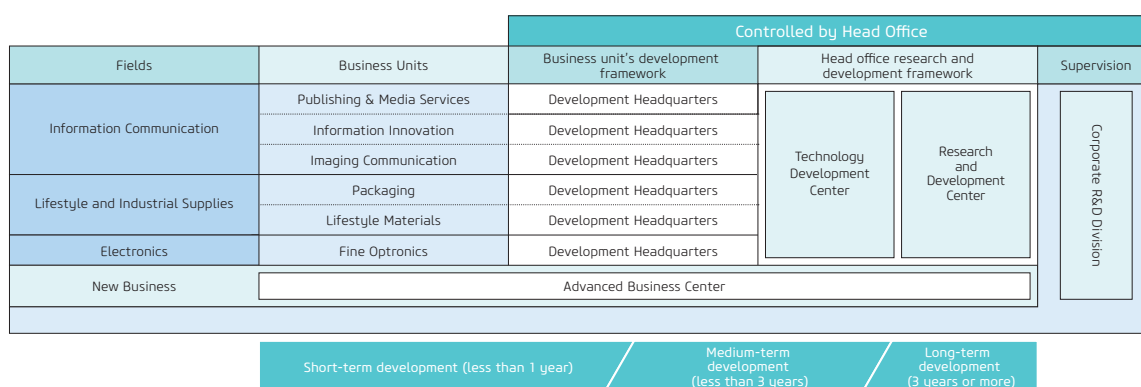 Controlled by Head Office
Fields
Business Units
Business unit's development
framework
Head office research and
development framework
Supervision
Information Communication
Publishing & Media Services
Development Headquarters
Information Innovation
Development Headquarters
Imaging Communication
Development Headquarters
Lifestyle and Industrial Supplies
Packaging
Development Headquarters
Lifestyle Materials
Development Headquarters
Electronics
Fine Optronics
Development Headquarters
Technology
Development
Center
Research
and
Development
Center
Corporate R&D Division
New Business
Advanced Business Center
Short-term development (less than 1 year)
Medium-term
development
(less than 3 years)
Long-term
development
(3 years or more)